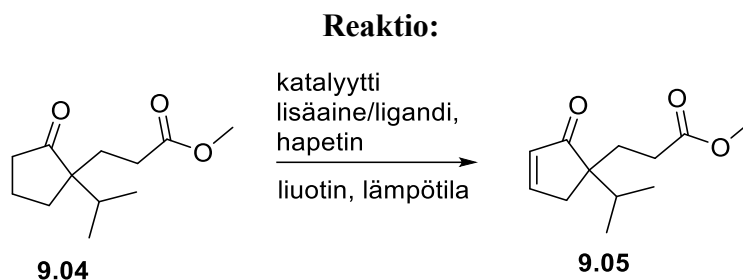 Reaktio:
katalyytti
lisäaine/ligandi,
hapetin
liuotin, lämpötila
O
O
O
9.04
O
O
O
9.05